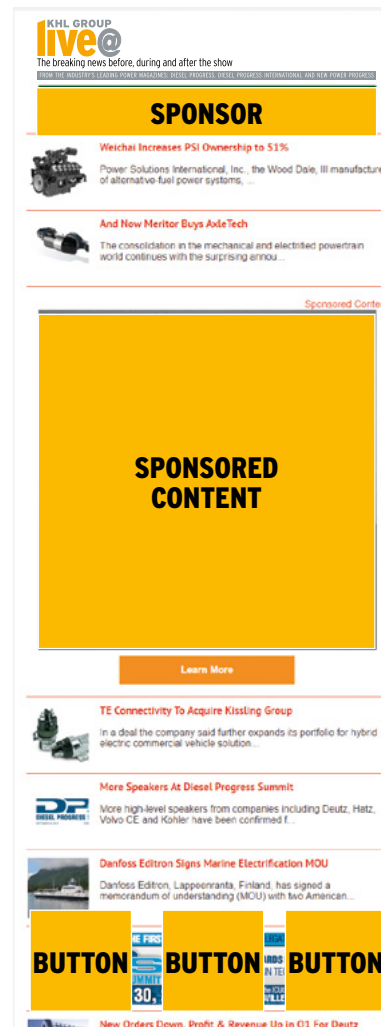 KHL GROUP
live@
The breaking news before, during and after the show
FROM THE INDUSTRY'S LEADING POWER MAGAZINES: DIESEL PROGRESS, DIESEL PROGRESS INTERNATIONAL AND NEW POWER PROGRESS
SPONSOR
Weichai Increases PSI Ownership to 51%
Power Solutions International, Inc., the Wood Dale, Ill manufacture
of alternative-fuel power systems, ...
And Now Meritor Buys AxleTech
The consolidation in the mechanical and electrified powertrain
world continues with the surprising annou...
Sponsored Conte
SPONSORED
CONTENT
Learn More
TE Connectivity To Acquire Kissling Group
In a deal the company said further expands its portfolio for hybrid
electric commercial vehicle solution...
More Speakers At Diesel Progress Summit
DP
DIESEL PROGRESS
More high-level speakers from companies including Deutz, Hatz,
Volvo CE and Kohler have been confirmed f...
Danfoss Editron Signs Marine Electrification MOU
Danfoss Editron, Lappeenranta, Finland, has signed a
memorandum of understanding (MOU) with two American...
BUTTON
BUTTON
BUTTON
30,
New Orders Down, Profit & Revenue Up in Q1 For Deutz